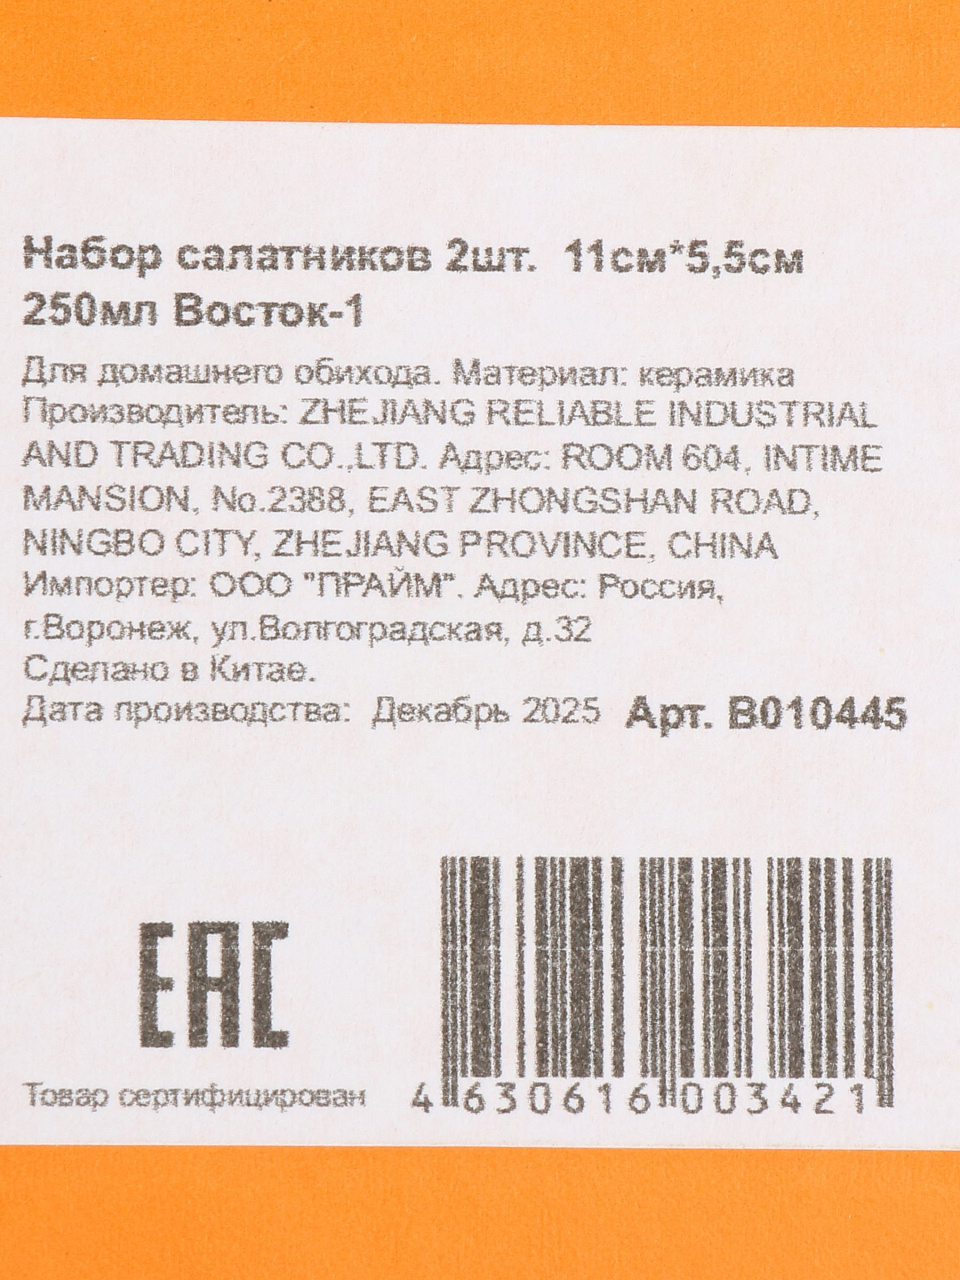 Набор салатников 2шт. 11см*5,5см
250мл Восток-1
Для домашнего обихода. Материал: керамика
Производитель: ZHEJIANG RELIABLE INDUSTRIAL
AND TRADING CO.,LTD. Адрес: ROOM 604, INTIME
MANSION, No.2388, EAST ZHONGSHAN ROAD,
NINGBO CITY, ZHEJIANG PROVINCE, CHINA
Импортер: ООО "ПРАЙМ". Адрес: Россия,
г.Воронеж, ул.Волгоградская, д.32
Сделано в Китае.
Дата производства: Декабрь 2025 Арт. В010445
EAC
Товар сертифицирован
4 630616 003421